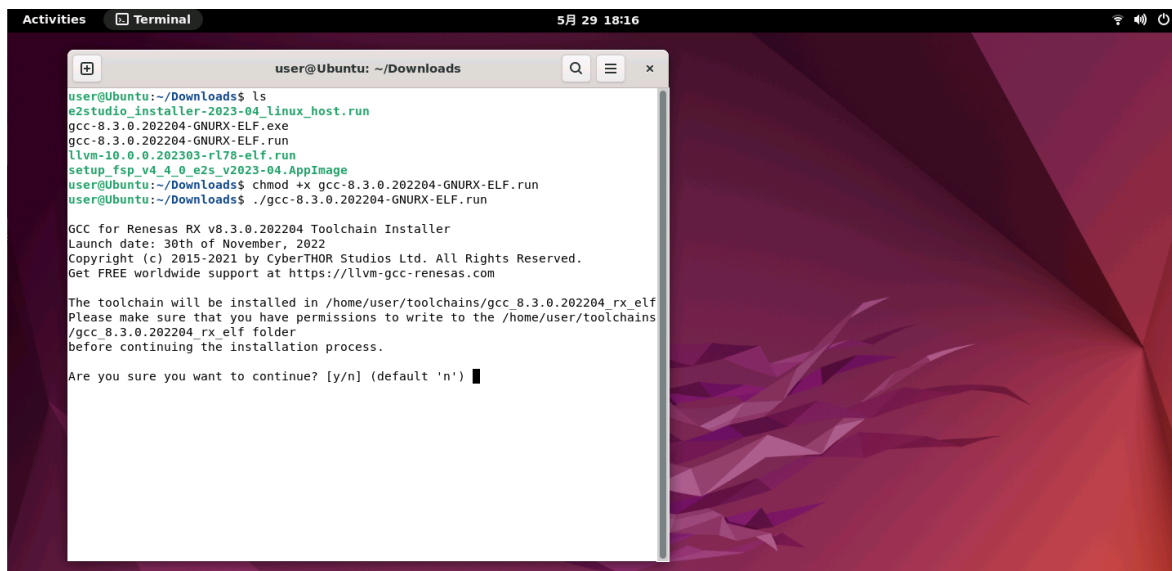 Activities Terminal 5月 29 18:16
user@Ubuntu: ~/Downloads
user@Ubuntu:~/Downloads$ ls
e2studio_installer-2023-04_linux_host.run
gcc-8.3.0.202204-GNURX-ELF.exe
gcc-8.3.0.202204-GNURX-ELF.run
llvm-10.0.0.202303-rl78-elf.run
setup_fsp_v4_4_0_e2s_v2023-04.AppImage
user@Ubuntu:~/Downloads$ chmod +x gcc-8.3.0.202204-GNURX-ELF.run
user@Ubuntu:~/Downloads$ ./gcc-8.3.0.202204-GNURX-ELF.run
GCC for Renesas RX v8.3.0.202204 Toolchain Installer
Launch date: 30th of November, 2022
Copyright (c) 2015-2021 by CyberTHOR Studios Ltd. All Rights Reserved.
Get FREE worldwide support at https://llvm-gcc-renesas.com
The toolchain will be installed in /home/user/toolchains/gcc_8.3.0.202204_rx_elf
Please make sure that you have permissions to write to the /home/user/toolchains
/gcc_8.3.0.202204_rx_elf folder
before continuing the installation process.
Are you sure you want to continue? [y/n] (default 'n')